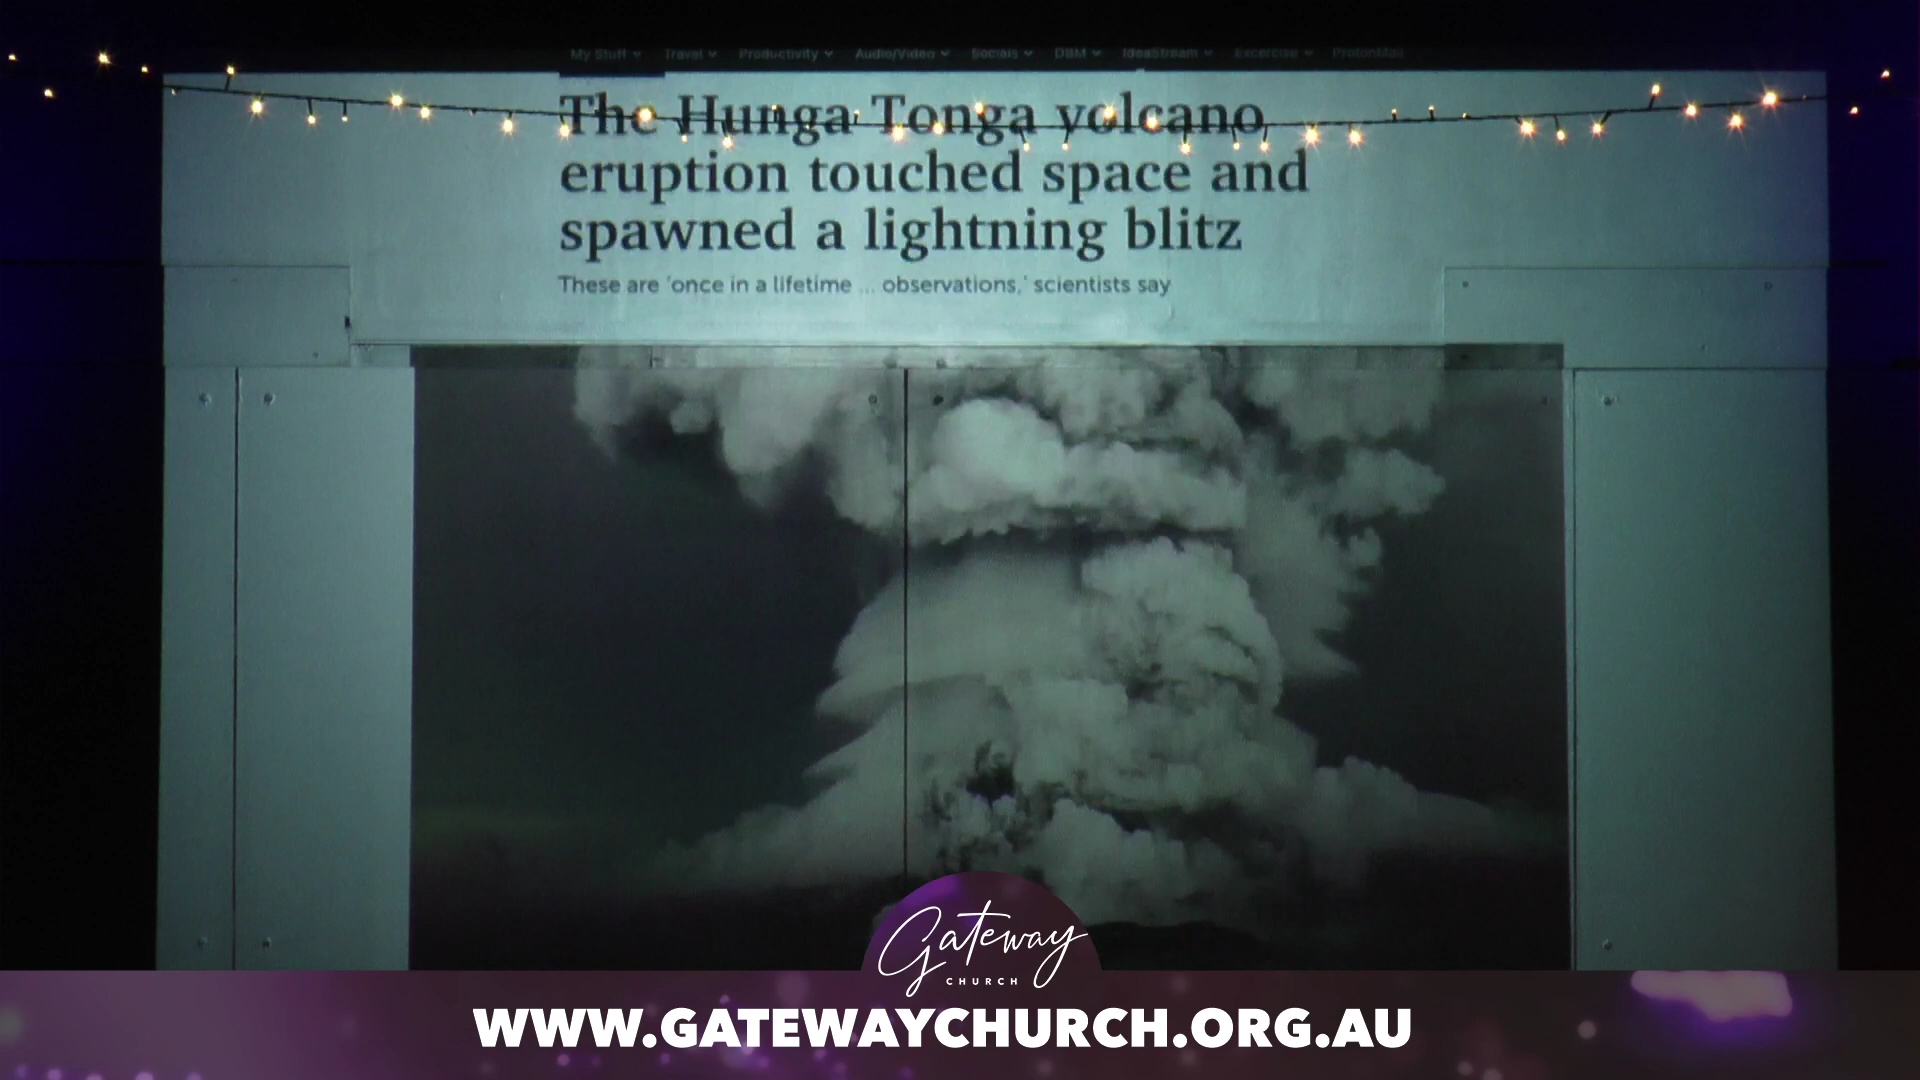 My Stuff Travel Productivity Audio/Video Socials DBM IdeaStream Excercise ProtonMail
The Hunga Tonga volcano
eruption touched space and
spawned a lightning blitz
These are 'once in a lifetime ... observations,' scientists say
Gateway
CHURCH
WWW.GATEWAYCHURCH.ORG.AU